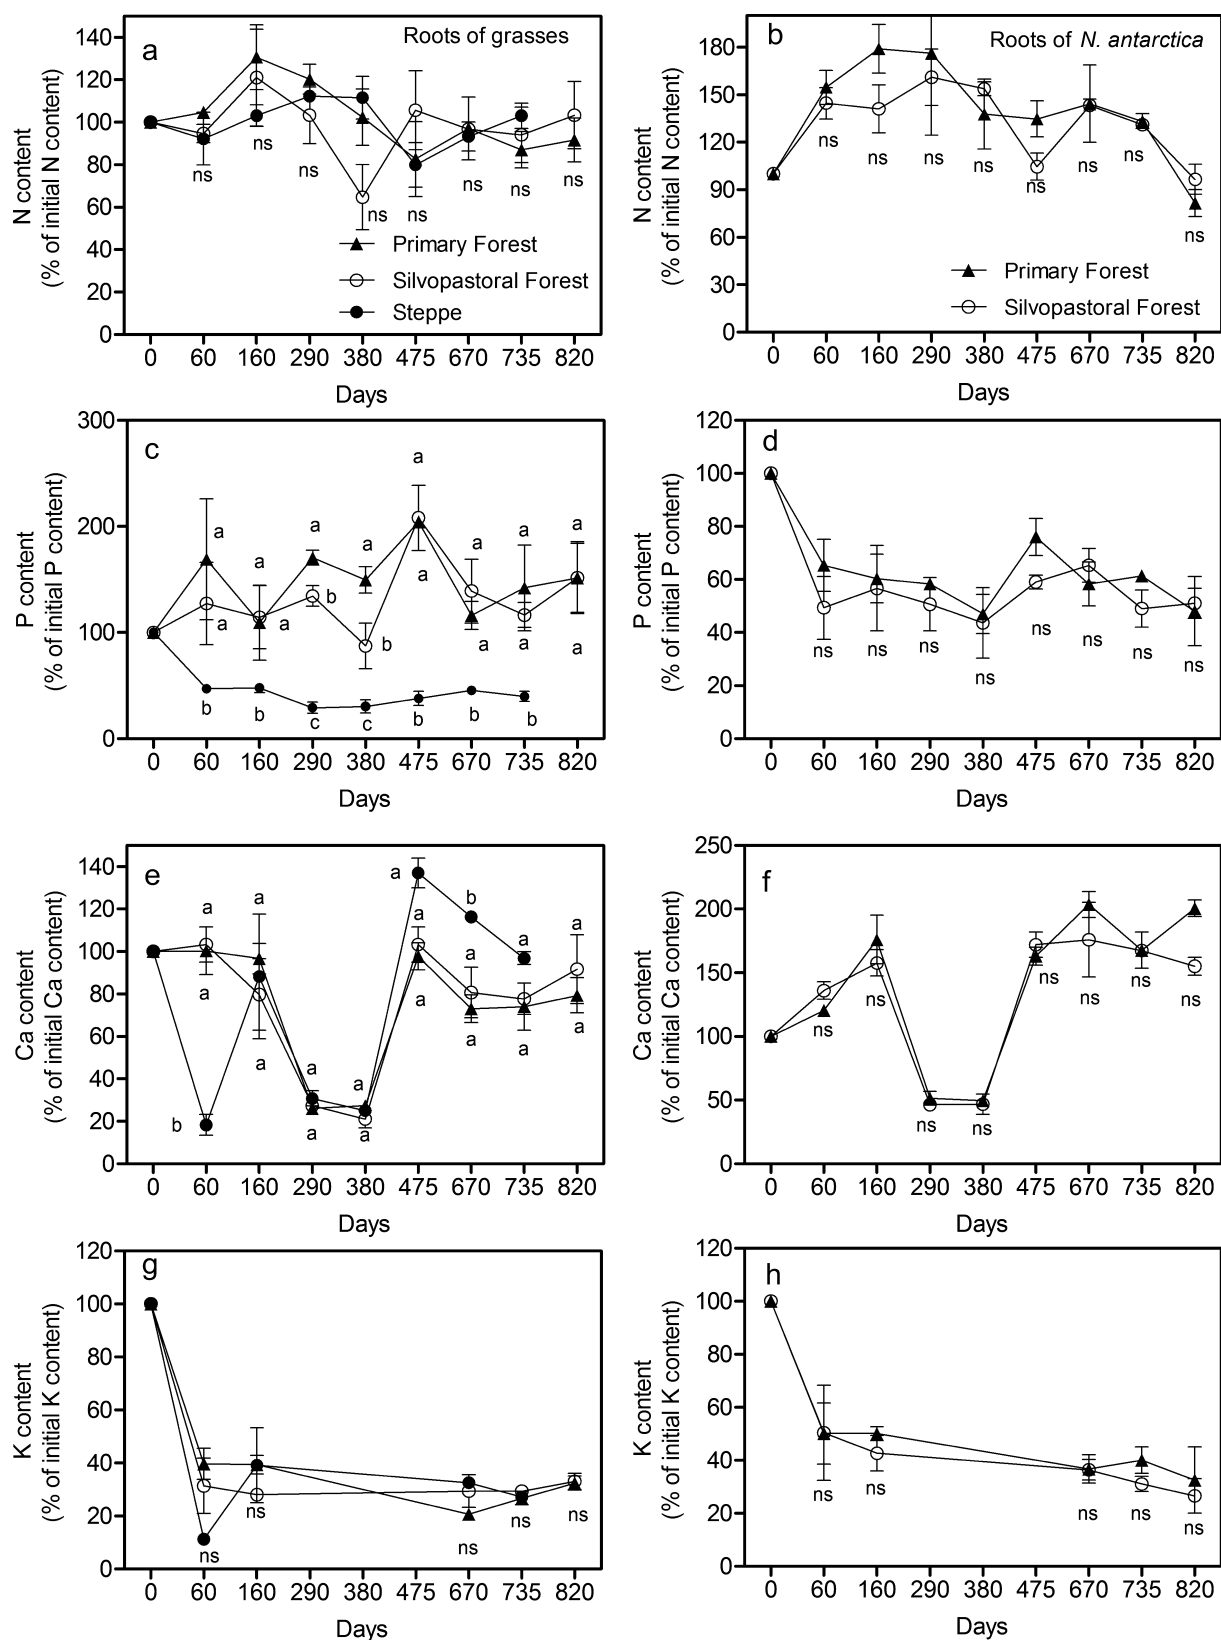 a
Roots of grasses
N content
(% of initial N content)
140
120
100
80
60
40
20
0
ns
ns
ns
ns
ns
ns
ns
ns
Primary Forest
Silvopastoral Forest
Steppe
0 60 160 290 380 475 670 735 820
Days
b
Roots of N. antarctica
N content
(% of initial N content)
180
150
120
90
60
30
0
ns
ns
ns
ns
ns
ns
ns
ns
Primary Forest
Silvopastoral Forest
0 60 160 290 380 475 670 735 820
Days
c
P content
(% of initial P content)
300
200
100
0
a
a
a
a
a
a
a
a
a
a
b
b
a
a
a
a
b
b
c
c
b
b
b
0 60 160 290 380 475 670 735 820
Days
d
P content
(% of initial P content)
120
100
80
60
40
20
0
ns
ns
ns
ns
ns
ns
ns
ns
0 60 160 290 380 475 670 735 820
Days
e
Ca content
(% of initial Ca content)
140
120
100
80
60
40
20
0
a
a
a
a
a
a
a
b
a
a
a
a
a
a
a
a
a
a
b
0 60 160 290 380 475 670 735 820
Days
f
Ca content
(% of initial Ca content)
250
200
150
100
50
0
ns
ns
ns
ns
ns
ns
ns
ns
0 60 160 290 380 475 670 735 820
Days
g
K content
(% of initial K content)
120
100
80
60
40
20
0
ns
ns
ns
ns
ns
0 60 160 290 380 475 670 735 820
Days
h
K content
(% of initial K content)
120
100
80
60
40
20
0
ns
ns
ns
ns
ns
0 60 160 290 380 475 670 735 820
Days